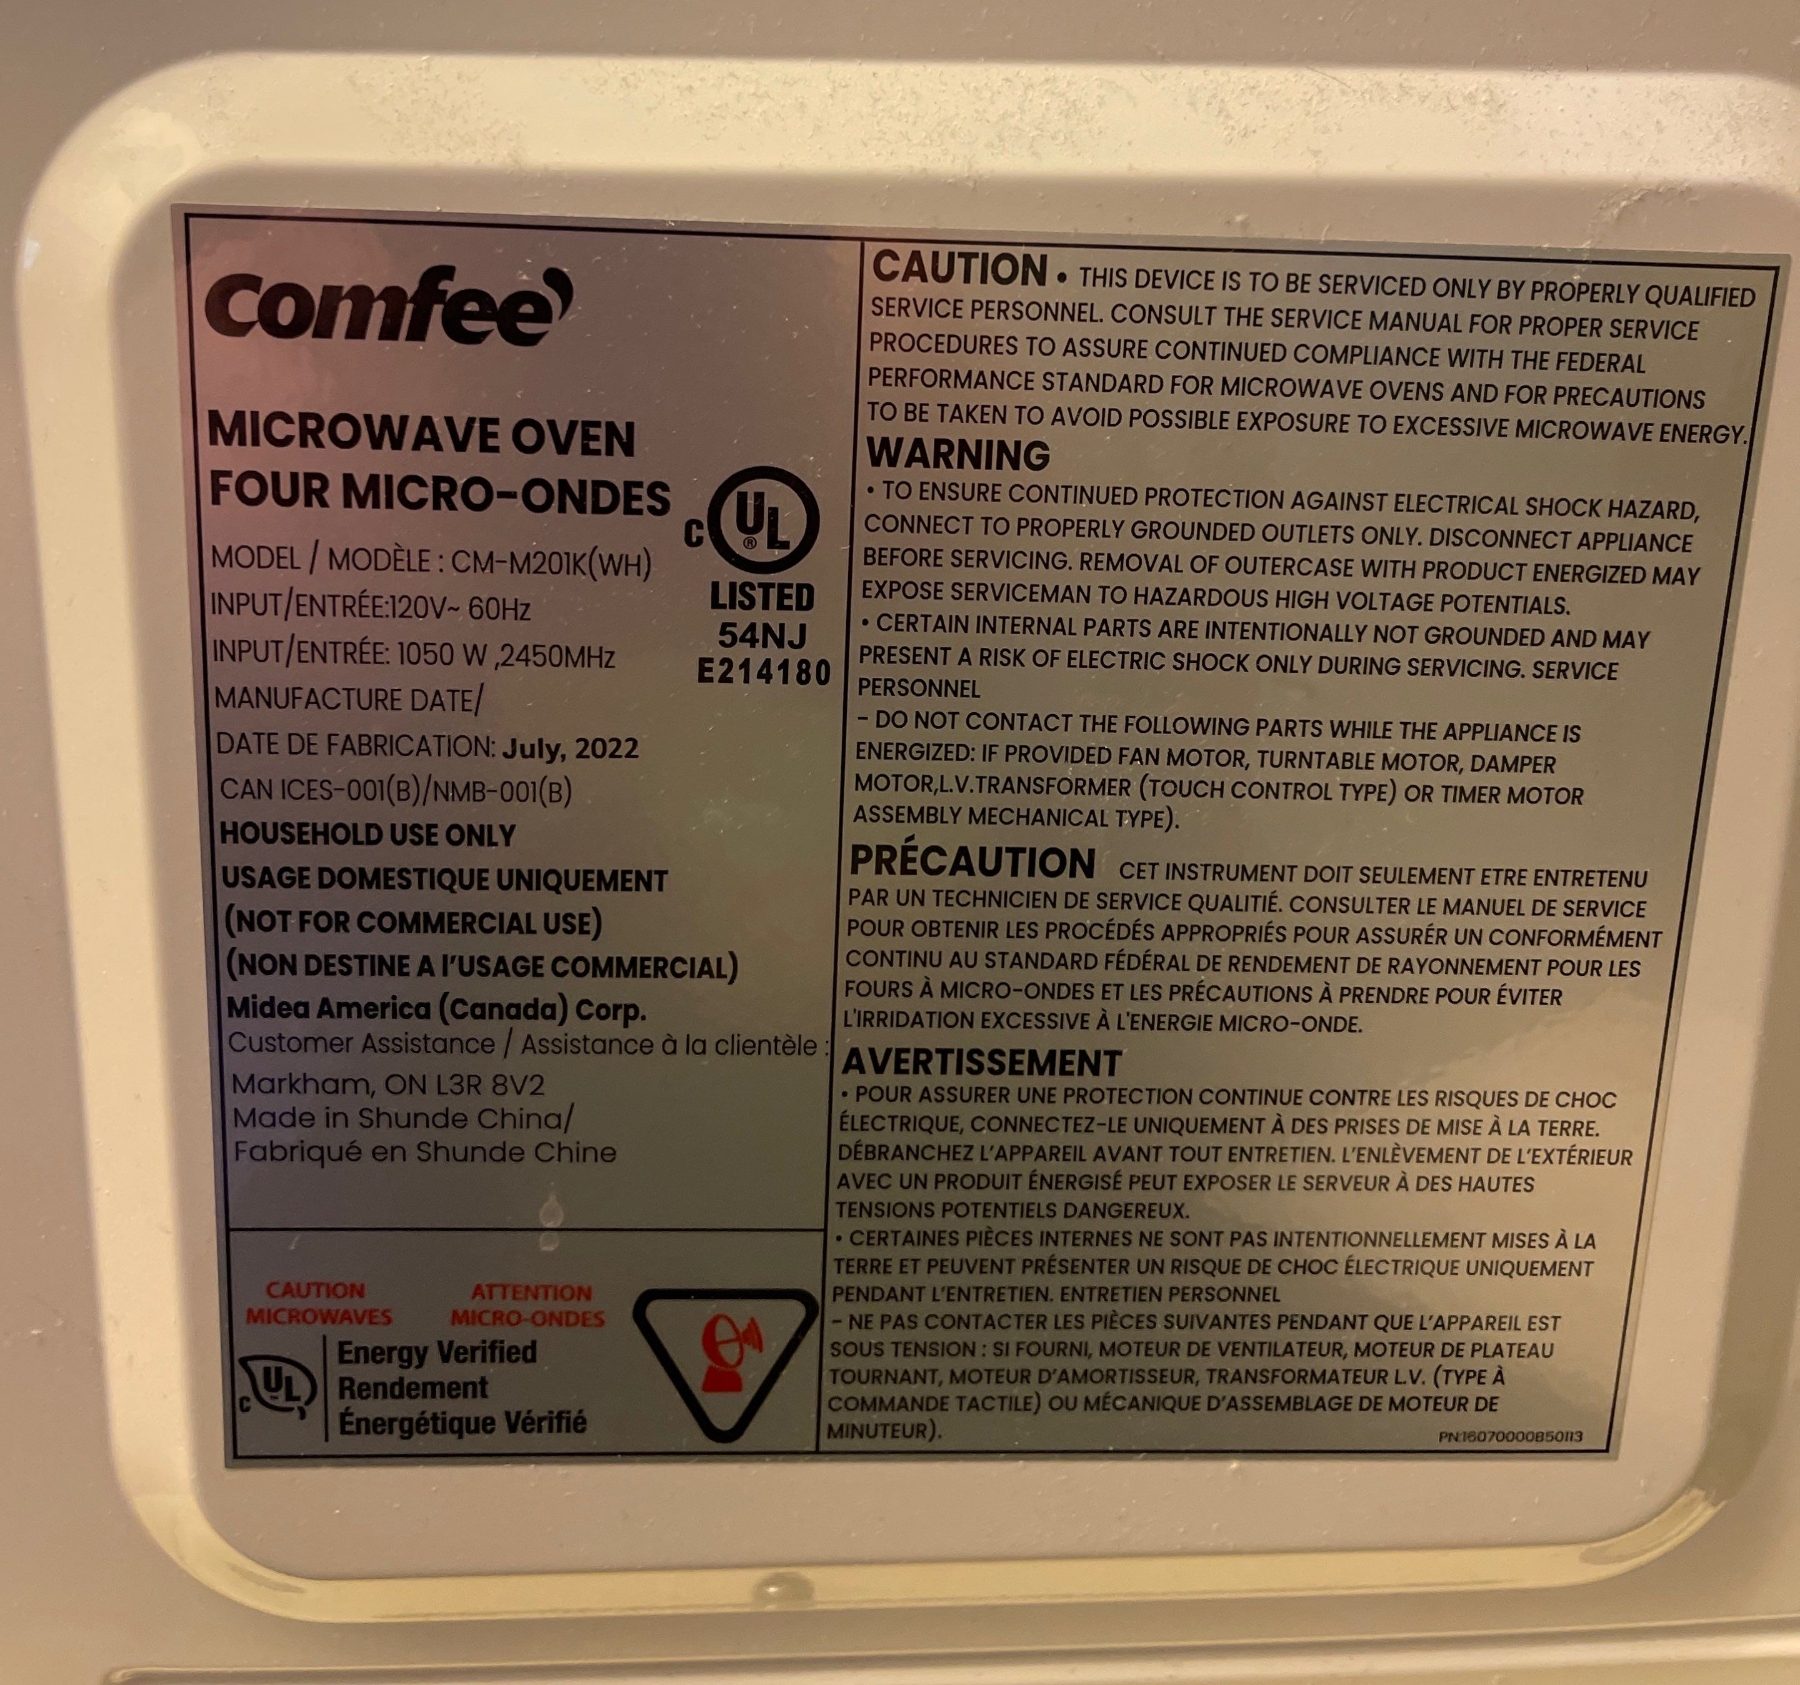 comfee'
MICROWAVE OVEN
FOUR MICRO-ONDES
MODEL / MODÈLE : CM-M201K(WH)
INPUT/ENTRÉE:120V~ 60Hz
INPUT/ENTRÉE: 1050 W ,2450MHz
MANUFACTURE DATE/
DATE DE FABRICATION: July, 2022
CAN ICES-001(B)/NMB-001(B)
HOUSEHOLD USE ONLY
USAGE DOMESTIQUE UNIQUEMENT
(NOT FOR COMMERCIAL USE)
(NON DESTINE A I'USAGE COMMERCIAL)
Midea America (Canada) Corp.
Customer Assistance / Assistance à la clientèle :
Markham, ON L3R 8V2
Made in Shunde China/
Fabriqué en Shunde Chine
C UL ®
LISTED
54NJ
E214180
CAUTION MICROWAVES
ATTENTION MICRO-ONDES
C UL
Energy Verified
Rendement
Énergétique Vérifié
CAUTION • THIS DEVICE IS TO BE SERVICED ONLY BY PROPERLY QUALIFIED
SERVICE PERSONNEL. CONSULT THE SERVICE MANUAL FOR PROPER SERVICE
PROCEDURES TO ASSURE CONTINUED COMPLIANCE WITH THE FEDERAL
PERFORMANCE STANDARD FOR MICROWAVE OVENS AND FOR PRECAUTIONS
TO BE TAKEN TO AVOID POSSIBLE EXPOSURE TO EXCESSIVE MICROWAVE ENERGY.
WARNING
• TO ENSURE CONTINUED PROTECTION AGAINST ELECTRICAL SHOCK HAZARD,
CONNECT TO PROPERLY GROUNDED OUTLETS ONLY. DISCONNECT APPLIANCE
BEFORE SERVICING. REMOVAL OF OUTERCASE WITH PRODUCT ENERGIZED MAY
EXPOSE SERVICEMAN TO HAZARDOUS HIGH VOLTAGE POTENTIALS.
• CERTAIN INTERNAL PARTS ARE INTENTIONALLY NOT GROUNDED AND MAY
PRESENT A RISK OF ELECTRIC SHOCK ONLY DURING SERVICING. SERVICE
PERSONNEL
- DO NOT CONTACT THE FOLLOWING PARTS WHILE THE APPLIANCE IS
ENERGIZED: IF PROVIDED FAN MOTOR, TURNTABLE MOTOR, DAMPER
MOTOR,L.V.TRANSFORMER (TOUCH CONTROL TYPE) OR TIMER MOTOR
ASSEMBLY MECHANICAL TYPE).
PRÉCAUTION CET INSTRUMENT DOIT SEULEMENT ETRE ENTRETENU
PAR UN TECHNICIEN DE SERVICE QUALITIÉ. CONSULTER LE MANUEL DE SERVICE
POUR OBTENIR LES PROCÉDÉS APPROPRIÉS POUR ASSURÉR UN CONFORMÉMENT
CONTINU AU STANDARD FÉDÉRAL DE RENDEMENT DE RAYONNEMENT POUR LES
FOURS À MICRO-ONDES ET LES PRÉCAUTIONS À PRENDRE POUR ÉVITER
L'IRRIDATION EXCESSIVE À L'ENERGIE MICRO-ONDE.
AVERTISSEMENT
• POUR ASSURER UNE PROTECTION CONTINUE CONTRE LES RISQUES DE CHOC
ÉLECTRIQUE, CONNECTEZ-LE UNIQUEMENT À DES PRISES DE MISE À LA TERRE.
DÉBRANCHEZ L'APPAREIL AVANT TOUT ENTRETIEN. L'ENLÈVEMENT DE L'EXTÉRIEUR
AVEC UN PRODUIT ÉNERGISÉ PEUT EXPOSER LE SERVEUR À DES HAUTES
TENSIONS POTENTIELS DANGEREUX.
• CERTAINES PIÈCES INTERNES NE SONT PAS INTENTIONNELLEMENT MISES À LA
TERRE ET PEUVENT PRÉSENTER UN RISQUE DE CHOC ÉLECTRIQUE UNIQUEMENT
PENDANT L'ENTRETIEN. ENTRETIEN PERSONNEL
- NE PAS CONTACTER LES PIÈCES SUIVANTES PENDANT QUE L'APPAREIL EST
SOUS TENSION : SI FOURNI, MOTEUR DE VENTILATEUR, MOTEUR DE PLATEAU
TOURNANT, MOTEUR D'AMORTISSEUR, TRANSFORMATEUR L.V. (TYPE À
COMMANDE TACTILE) OU MÉCANIQUE D'ASSEMBLAGE DE MOTEUR DE
MINUTEUR).
PN:16070000B50113